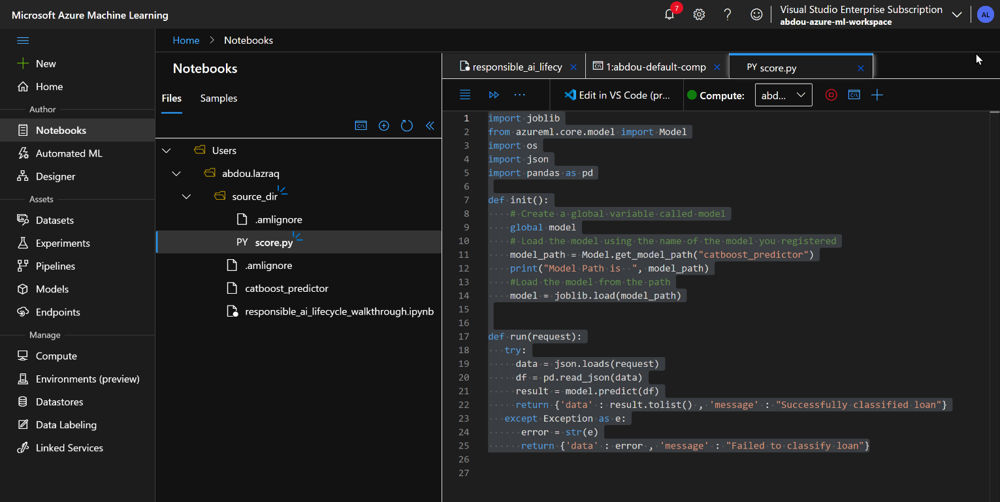 Microsoft Azure Machine Learning
7
Visual Studio Enterprise Subscription
abdou-azure-ml-workspace
AL
New
Home
Author
Notebooks
Automated ML
Designer
Assets
Datasets
Experiments
Pipelines
Models
Endpoints
Manage
Compute
Environments (preview)
Datastores
Data Labeling
Linked Services
Home > Notebooks
Notebooks
Files Samples
Users
abdou.lazraq
source_dir
.amlignore
PY score.py
.amlignore
catboost_predictor
responsible_ai_lifecycle_walkthrough.ipynb
responsible_ai_lifecy 1:abdou-default-comp PY score.py
Edit in VS Code (pr... Compute: abd...
1 import joblib
2 from azureml.core.model import Model
3 import os
4 import json
5 import pandas as pd
6
7 def init():
8 # Create a global variable called model
9 global model
10 # Load the model using the name of the model you registered
11 model_path = Model.get_model_path("catboost_predictor")
12 print("Model Path is  ", model_path)
13 #Load the model from the path
14 model = joblib.load(model_path)
15
16
17 def run(request):
18 try:
19 data = json.loads(request)
20 df = pd.read_json(data)
21 result = model.predict(df)
22 return {'data' : result.tolist() , 'message' : "Successfully classified loan"}
23 except Exception as e:
24 error = str(e)
25 return {'data' : error , 'message' : "Failed to classify loan"}
26
27